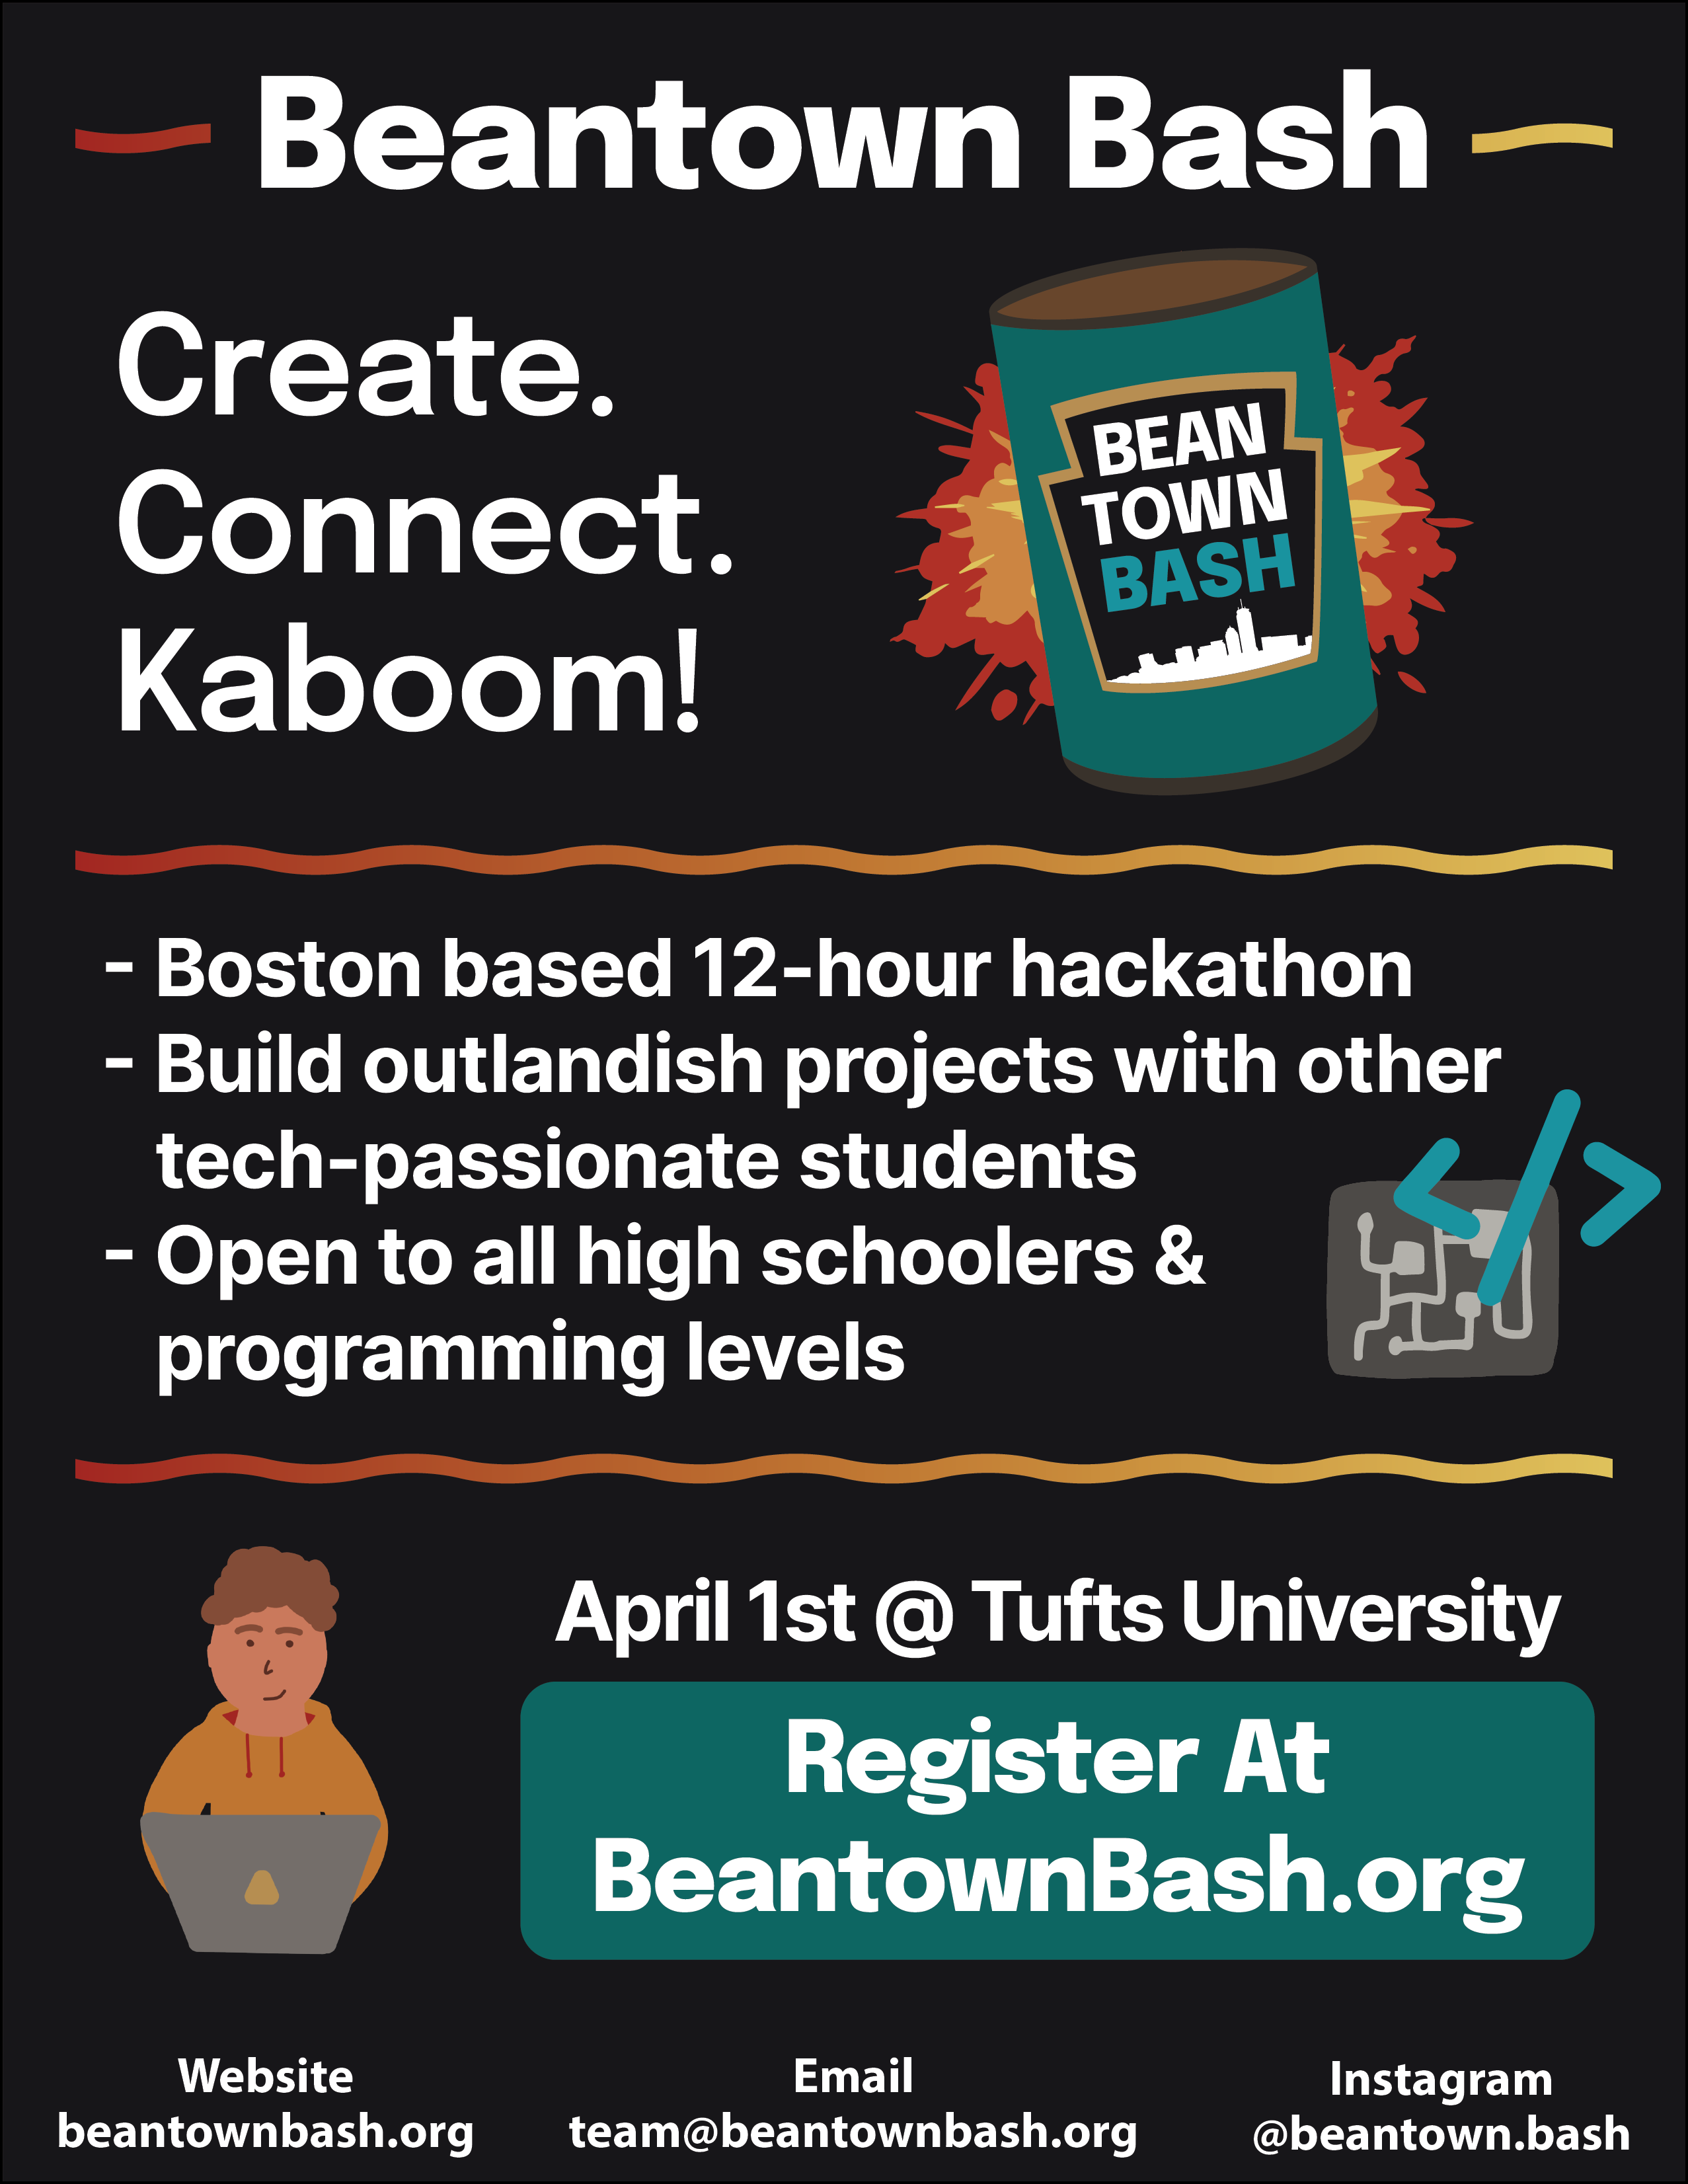 Beantown Bash
Create.
Connect.
Kaboom!
BEAN
TOWN
BASH
- Boston based 12-hour hackathon
- Build outlandish projects with other
tech-passionate students
- Open to all high schoolers &
programming levels
</>
April 1st @ Tufts University
Register At
BeantownBash.org
Website
beantownbash.org
Email
team@beantownbash.org
Instagram
@beantown.bash